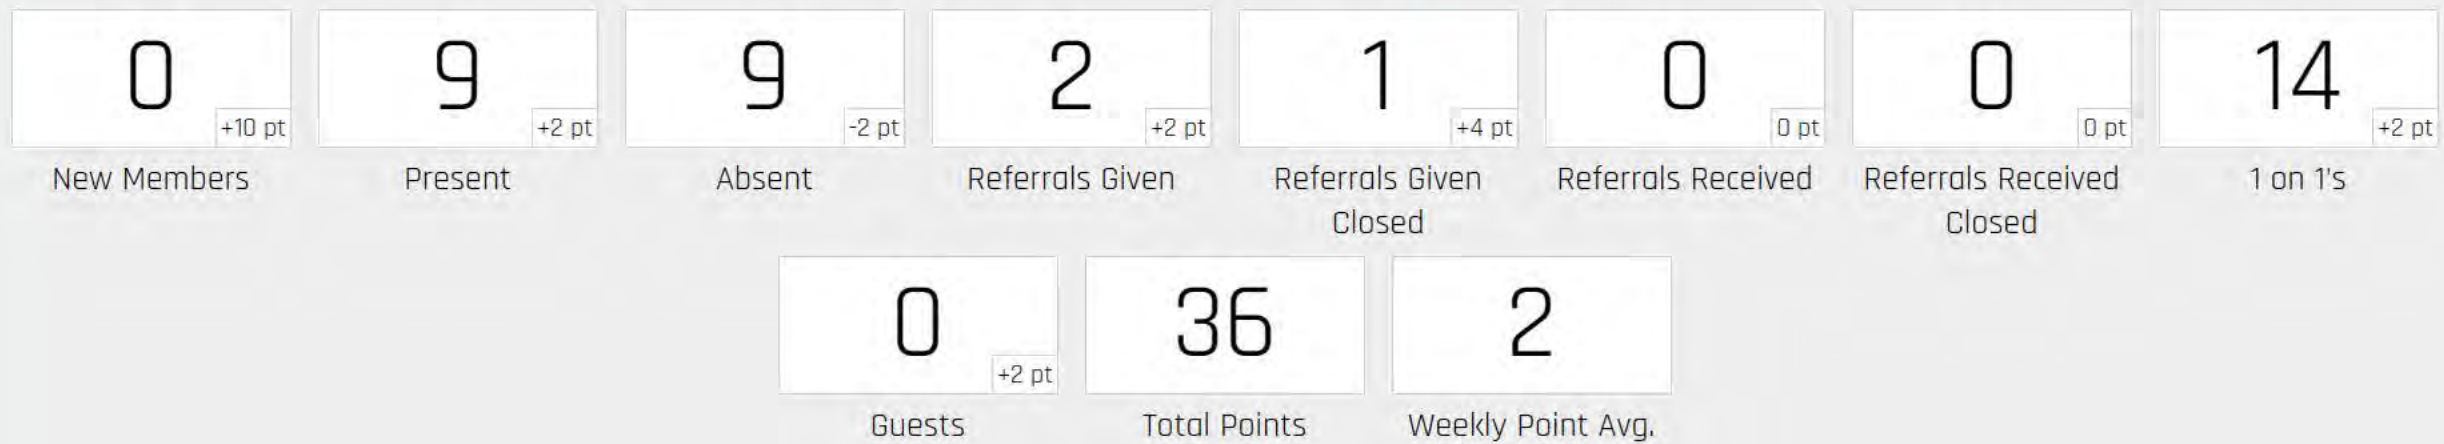 0 9 9 2 1 0 0 14
+10 pt +2 pt -2 pt +2 pt +4 pt 0 pt 0 pt +2 pt
New Members Present Absent Referrals Given Referrals Given Referrals Received Referrals Received 1 on 1's
Closed Closed
0 36 2
+2 pt
Guests Total Points Weekly Point Avg.